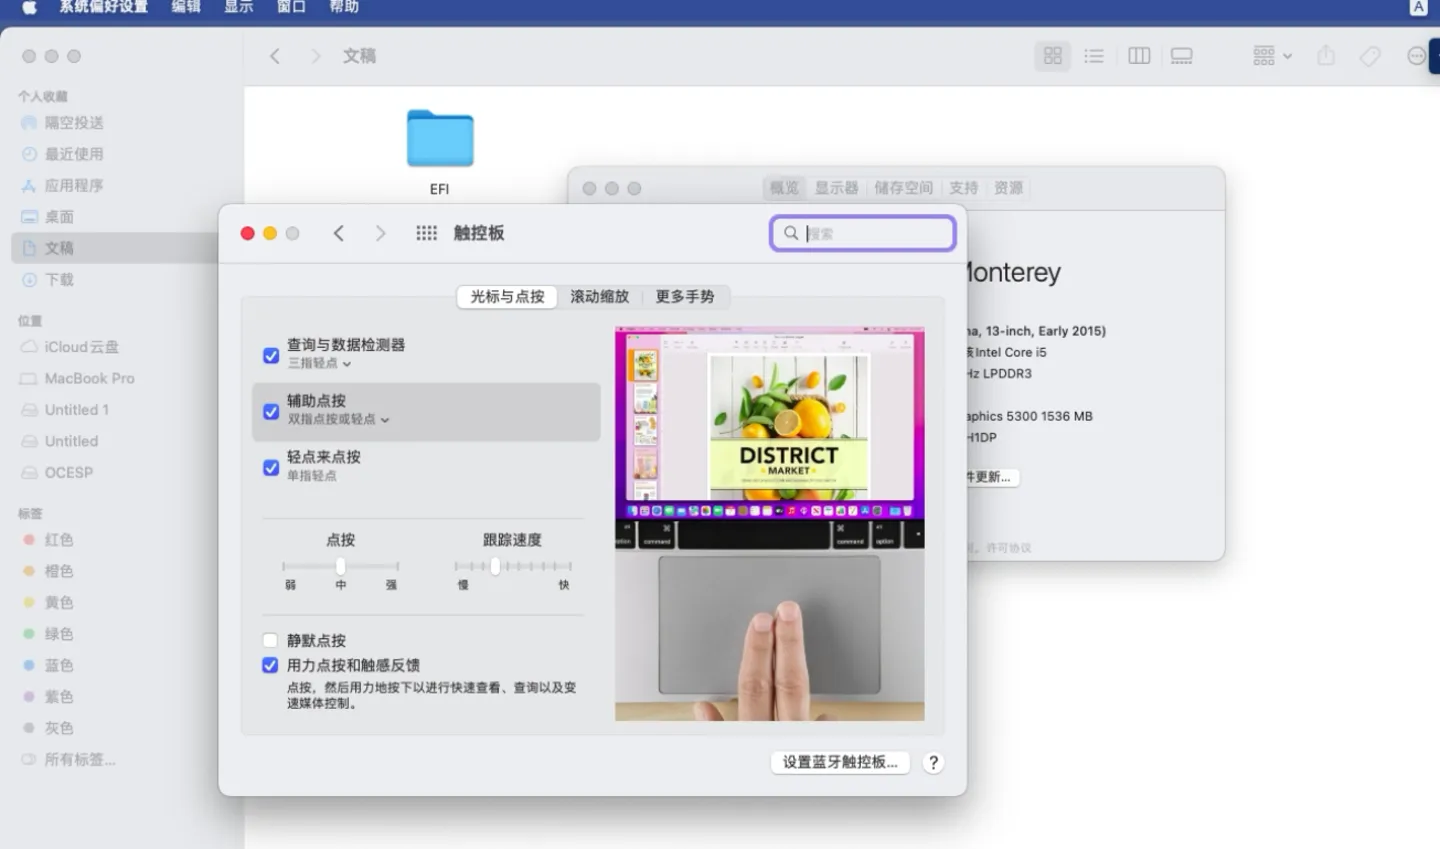 系统偏好设置 编辑 显示 窗口 帮助
A
文稿
个人收藏
隔空投送
最近使用
应用程序
桌面
文稿
下载
位置
iCloud云盘
MacBook Pro
Untitled 1
Untitled
OCESP
标签
红色
橙色
黄色
绿色
蓝色
紫色
灰色
所有标签...
EFI
概览 显示器 储存空间 支持 资源
onterey
13-inch, Early 2015)
Intel Core i5
Hz LPDDR3
aphics 5300 1536 MB
H1DP
件更新...
许可协议
触控板
搜索
光标与点按 滚动缩放 更多手势
查询与数据检测器
三指轻点
辅助点按
双指点按或轻点
轻点来点按
单指轻点
点按
弱 中 强
跟踪速度
慢 快
静默点按
用力点按和触感反馈
点按，然后用力地按下以进行快速查看、查询以及变
速媒体控制。
DISTRICT
MARKET
⌘
command
⌘
command
alt
option
设置蓝牙触控板...
?